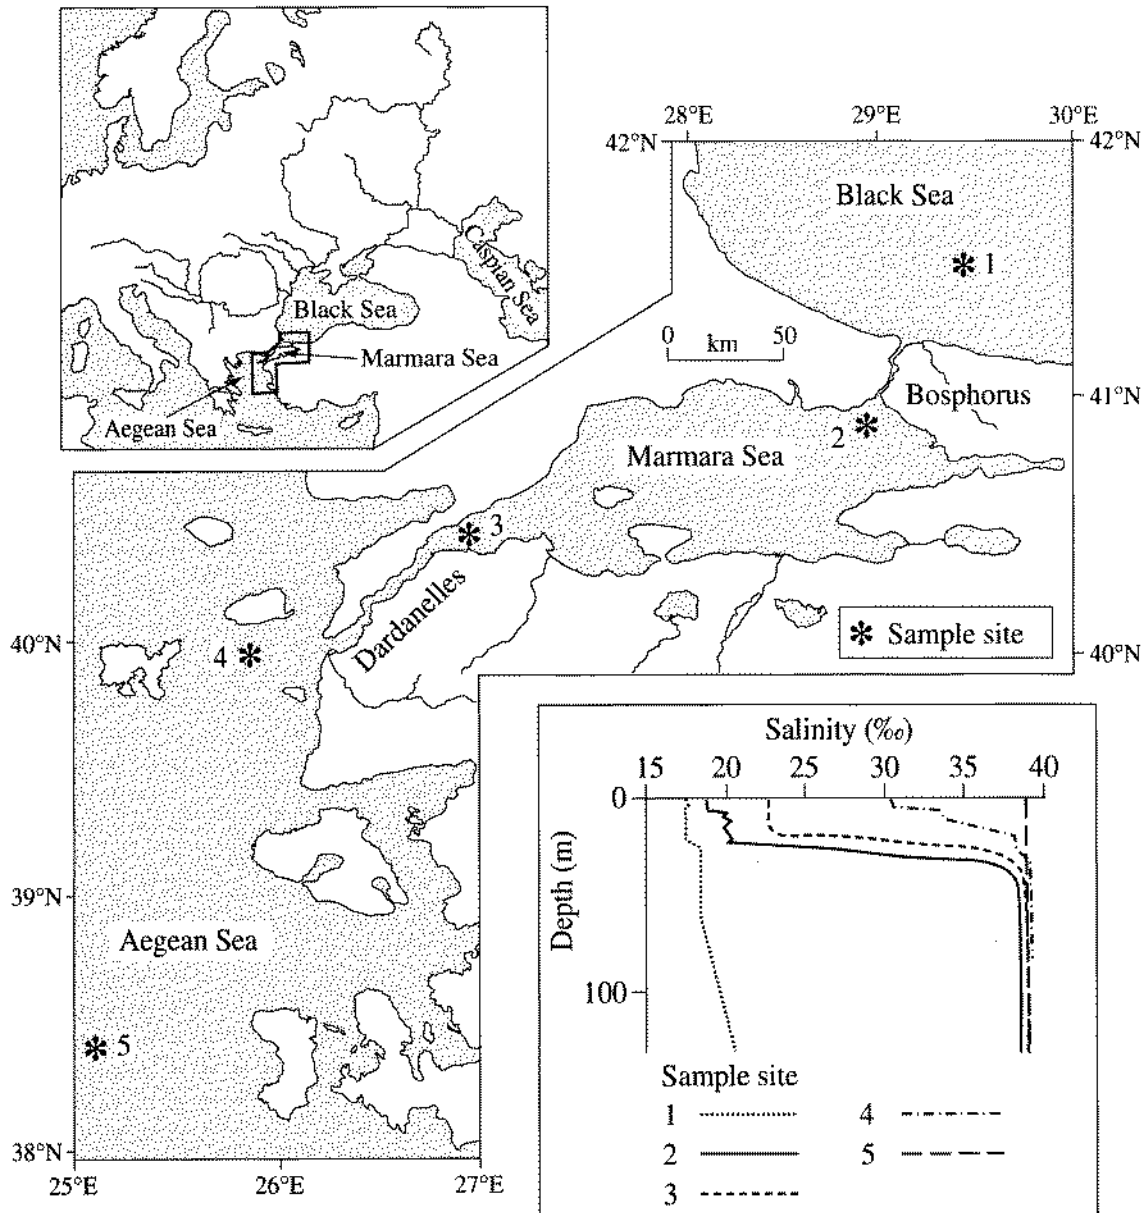 Black Sea
Caspian Sea
Marmara Sea
Aegean Sea
28°E 29°E 30°E
42°N 42°N
Black Sea
1
0 50
km
Bosphorus
41°N
2
Marmara Sea
3
Dardanelles
40°N 40°N
4
Sample site
39°N
Aegean Sea
5
38°N
25°E 26°E 27°E
Salinity (‰)
15 20 25 30 35 40
0
Depth (m)
100
Sample site
1 4
2 5
3